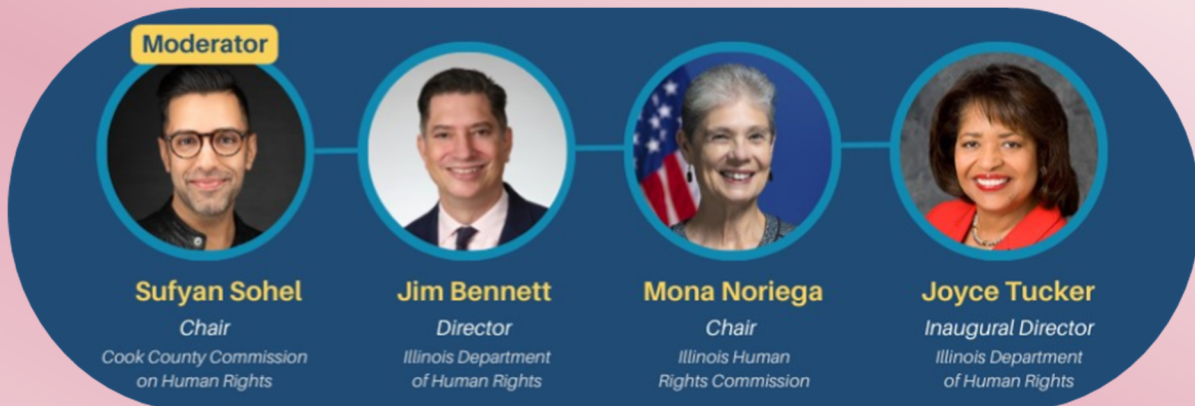 Moderator
Sufyan Sohel
Chair
Cook County Commission
on Human Rights
Jim Bennett
Director
Illinois Department
of Human Rights
Mona Noriega
Chair
Illinois Human
Rights Commission
Joyce Tucker
Inaugural Director
Illinois Department
of Human Rights